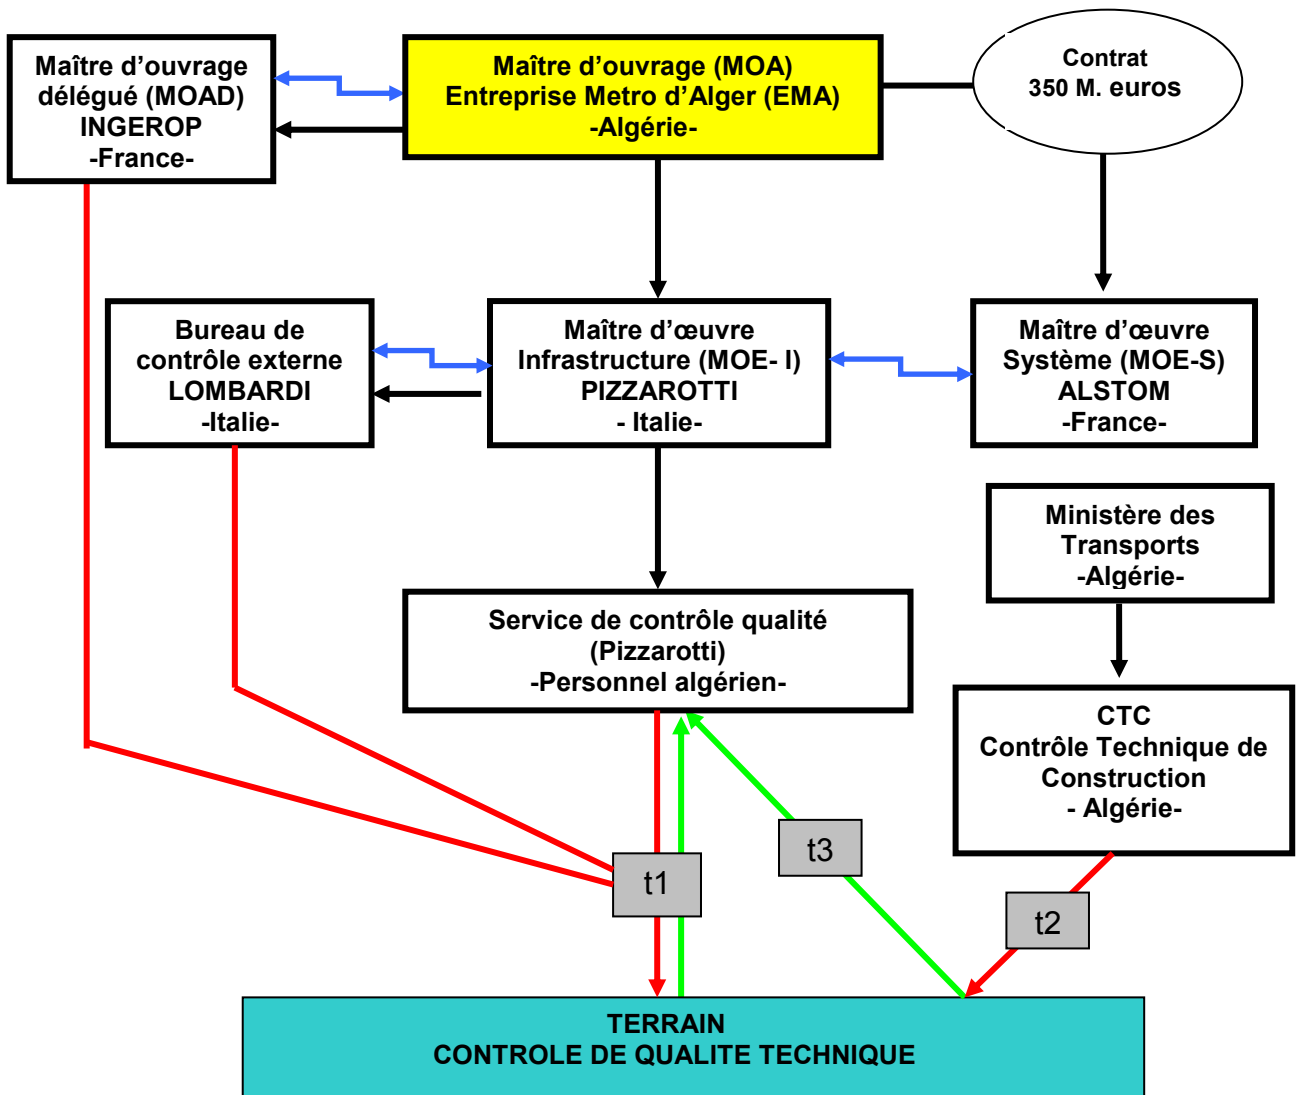 Maître d'ouvrage
délégué (MOAD)
INGEROP
-France-
Maître d'ouvrage (MOA)
Entreprise Metro d'Alger (EMA)
-Algérie-
Contrat
350 M. euros
Bureau de
contrôle externe
LOMBARDI
-Italie-
Maître d'œuvre
Infrastructure (MOE- I)
PIZZAROTTI
- Italie-
Maître d'œuvre
Système (MOE-S)
ALSTOM
-France-
Ministère des
Transports
-Algérie-
Service de contrôle qualité
(Pizzarotti)
-Personnel algérien-
CTC
Contrôle Technique de
Construction
- Algérie-
t1
t3
t2
TERRAIN
CONTROLE DE QUALITE TECHNIQUE